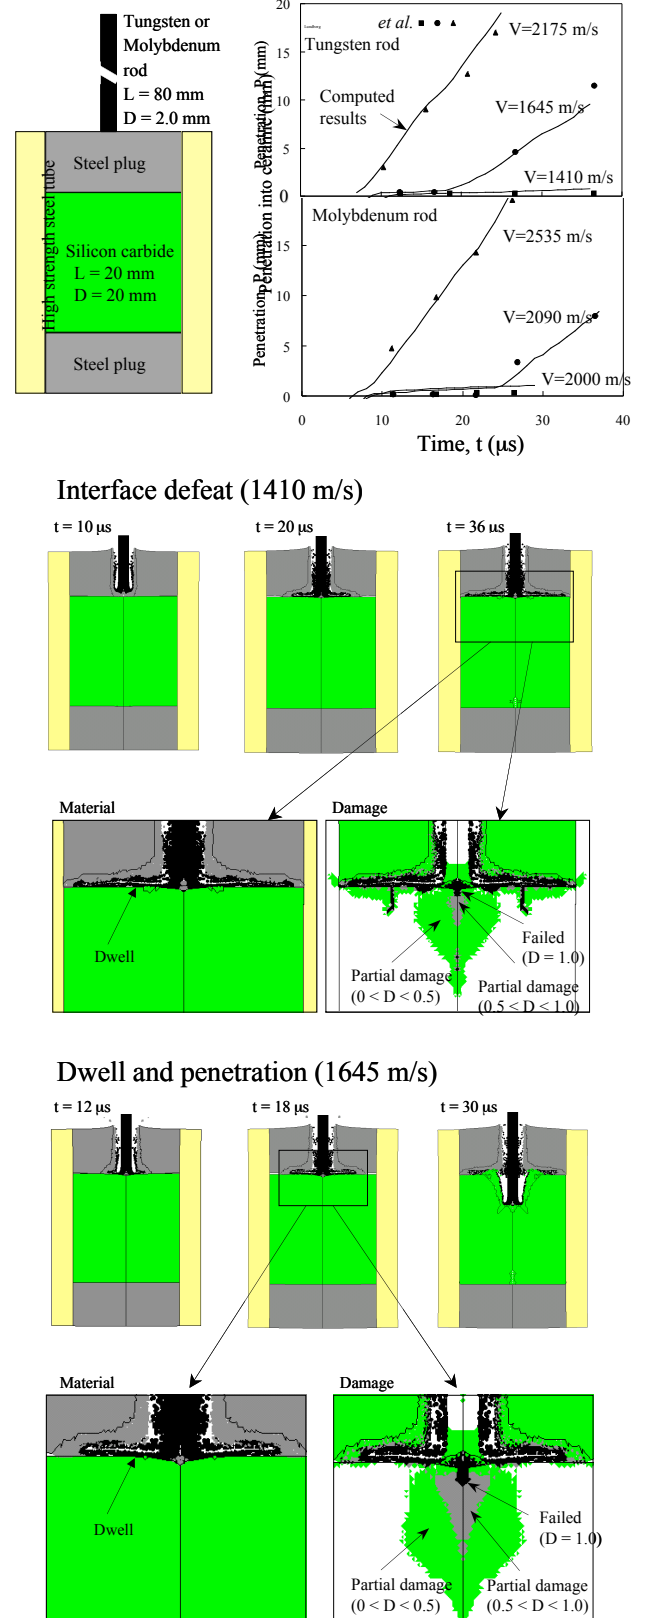 Tungsten or
Molybdenum
rod
L = 80 mm
D = 2.0 mm
Steel plug
High strength steel tube
Silicon carbide
L = 20 mm
D = 20 mm
Steel plug
20
15
10
5
0
Penetration, P (mm)
Penetration into ceramic (mm)
Lundberg et al.
Tungsten rod
V=2175 m/s
Computed
results
V=1645 m/s
V=1410 m/s
Molybdenum rod
15
10
5
0
Penetration, P (mm)
V=2535 m/s
V=2090 m/s
V=2000 m/s
0 10 20 30 40
Time, t (μs)
Interface defeat (1410 m/s)
t = 10 μs
t = 20 μs
t = 36 μs
Material
Damage
Dwell
Failed
(D = 1.0)
Partial damage
(0 < D < 0.5)
Partial damage
(0.5 < D < 1.0)
Dwell and penetration (1645 m/s)
t = 12 μs
t = 18 μs
t = 30 μs
Material
Damage
Dwell
Failed
(D = 1.0)
Partial damage
(0 < D < 0.5)
Partial damage
(0.5 < D < 1.0)